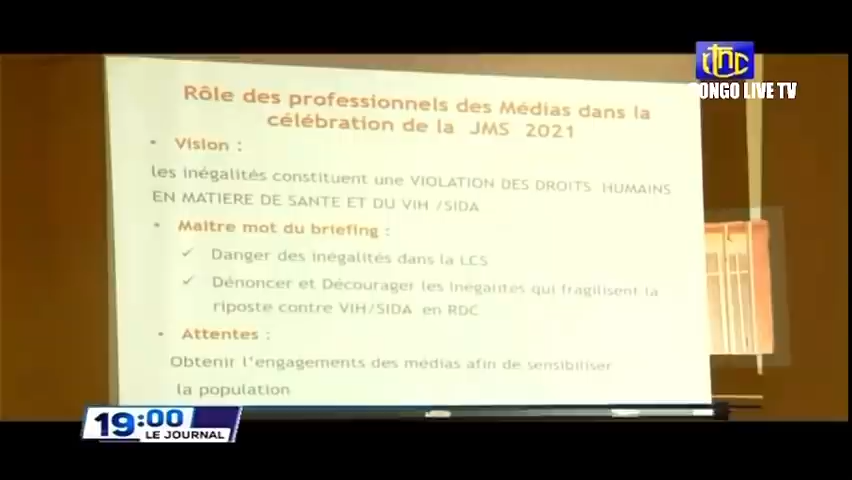 rtnc
CONGO LIVE TV
Rôle des professionnels des Médias dans la
célébration de la JMS 2021
• Vision :
les inégalités constituent une VIOLATION DES DROITS HUMAINS
EN MATIERE DE SANTE ET DU VIH /SIDA
• Maitre mot du briefing :
✓ Danger des inégalités dans la LCS
✓ Dénoncer et Décourager les inégalités qui fragilisent la
riposte contre VIH/SIDA en RDC
• Attentes :
Obtenir l'engagements des médias afin de sensibiliser
la population
19:00
LE JOURNAL